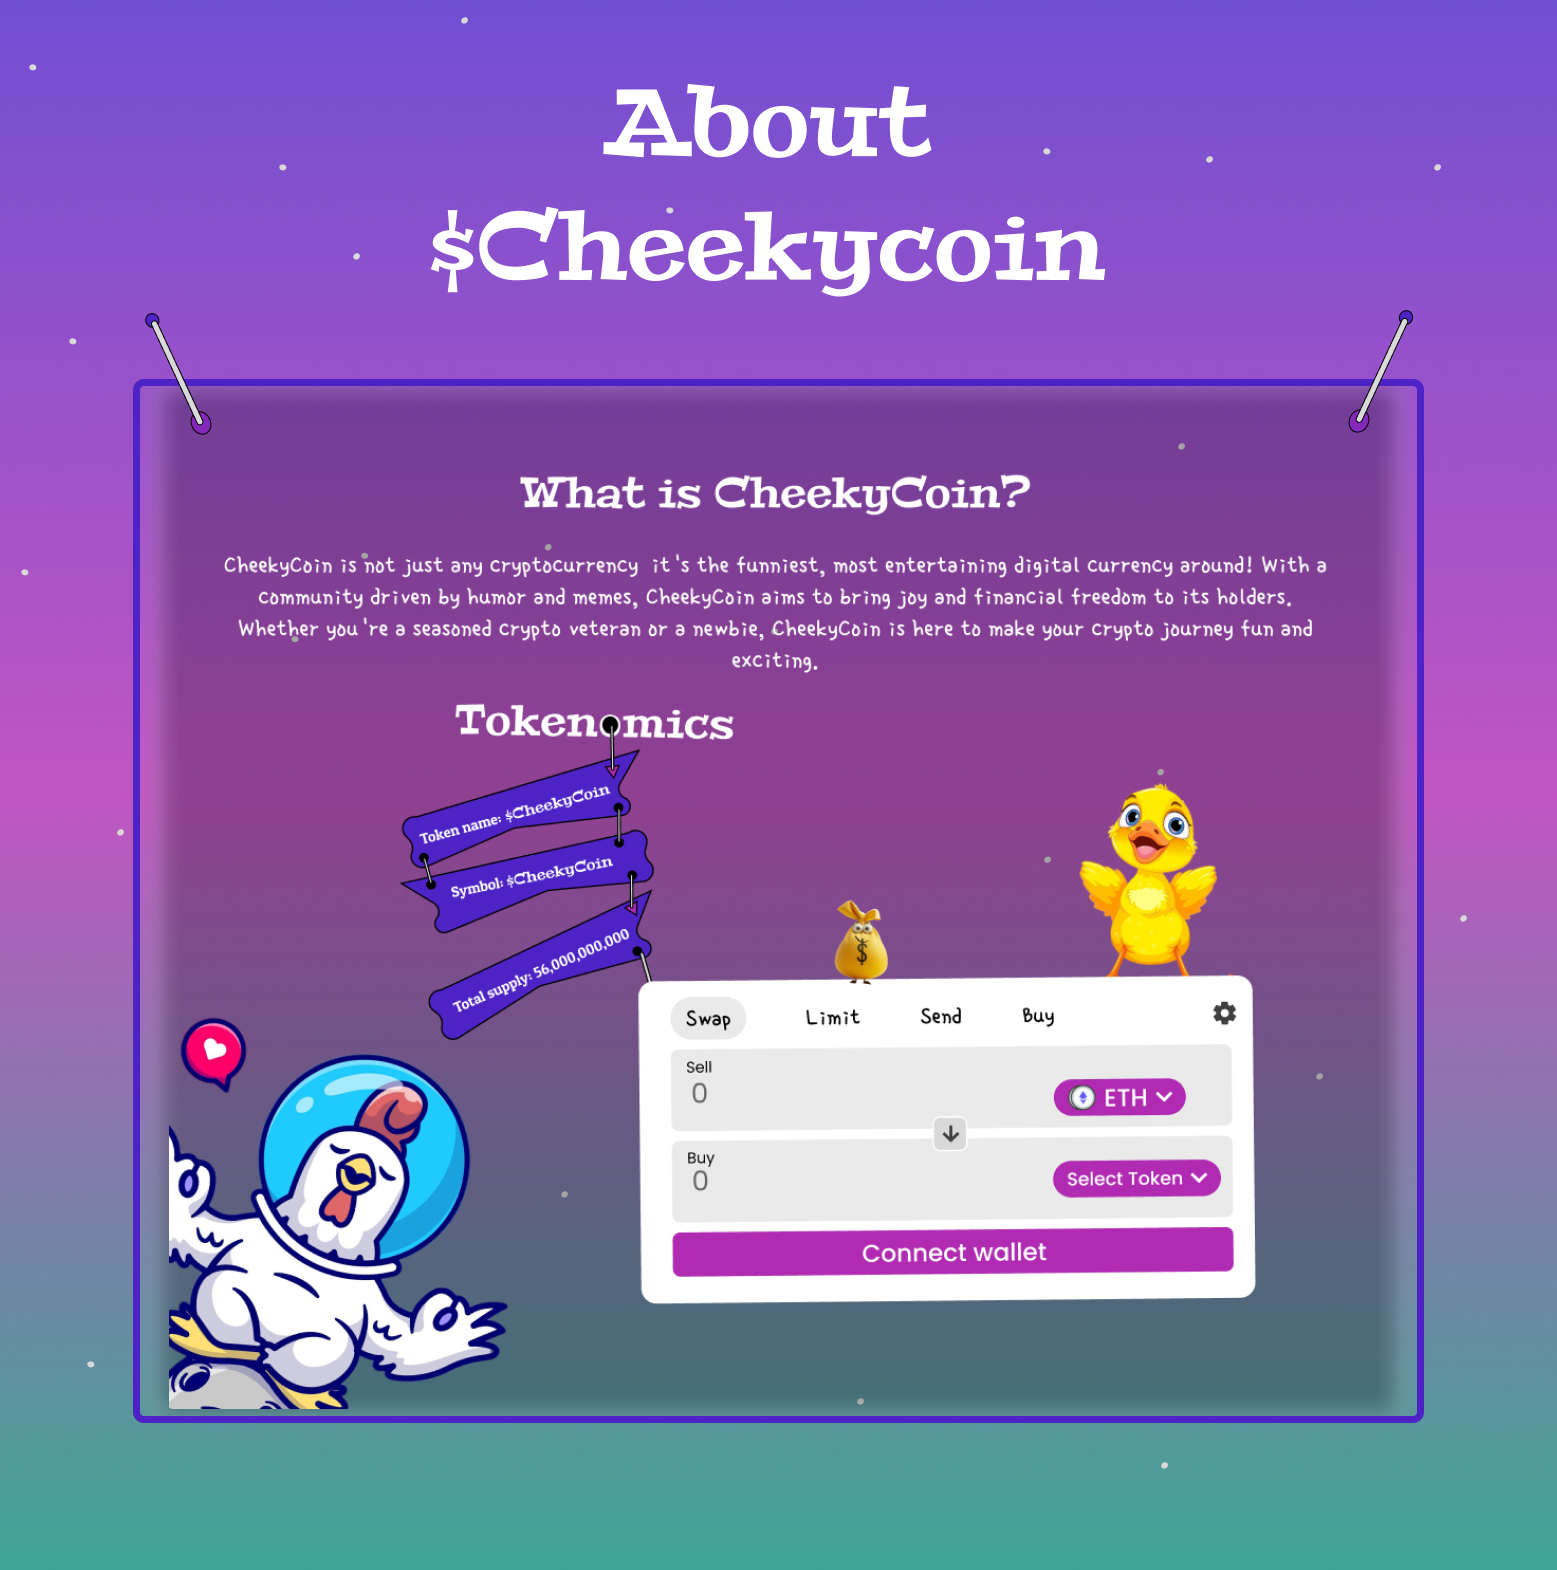 About
$Cheekycoin
What is CheekyCoin?
CheekyCoin is not just any cryptocurrency  it's the funniest, most entertaining digital currency around! With a
community driven by humor and memes, CheekyCoin aims to bring joy and financial freedom to its holders.
Whether you're a seasoned crypto veteran or a newbie, CheekyCoin is here to make your crypto journey fun and
exciting.
Tokenomics
Token name: $CheekyCoin
Symbol: $CheekyCoin
Total supply: 56,000,000,000
$
Swap Limit Send Buy
Sell
0
ETH
Buy
0
Select Token
Connect wallet